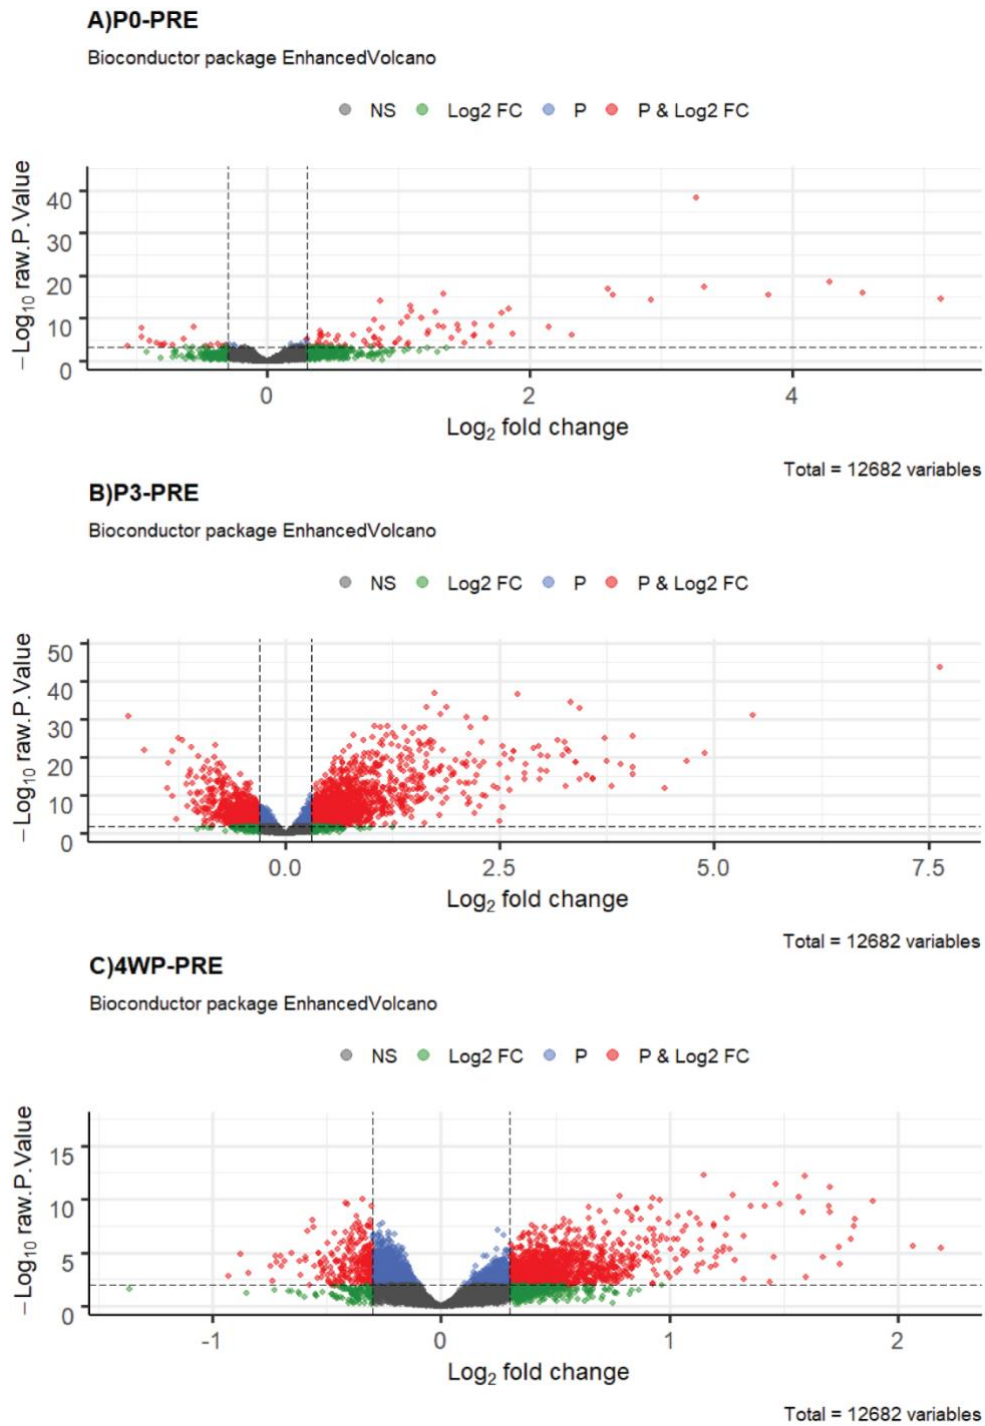 A)P0-PRE
Bioconductor package EnhancedVolcano
NS Log2 FC P P & Log2 FC
−Log10 raw.P.Value
40
30
20
10
0
0 2 4
Log2 fold change
Total = 12682 variables
B)P3-PRE
Bioconductor package EnhancedVolcano
NS Log2 FC P P & Log2 FC
−Log10 raw.P.Value
50
40
30
20
10
0
0.0 2.5 5.0 7.5
Log2 fold change
Total = 12682 variables
C)4WP-PRE
Bioconductor package EnhancedVolcano
NS Log2 FC P P & Log2 FC
−Log10 raw.P.Value
15
10
5
0
-1 0 1 2
Log2 fold change
Total = 12682 variables